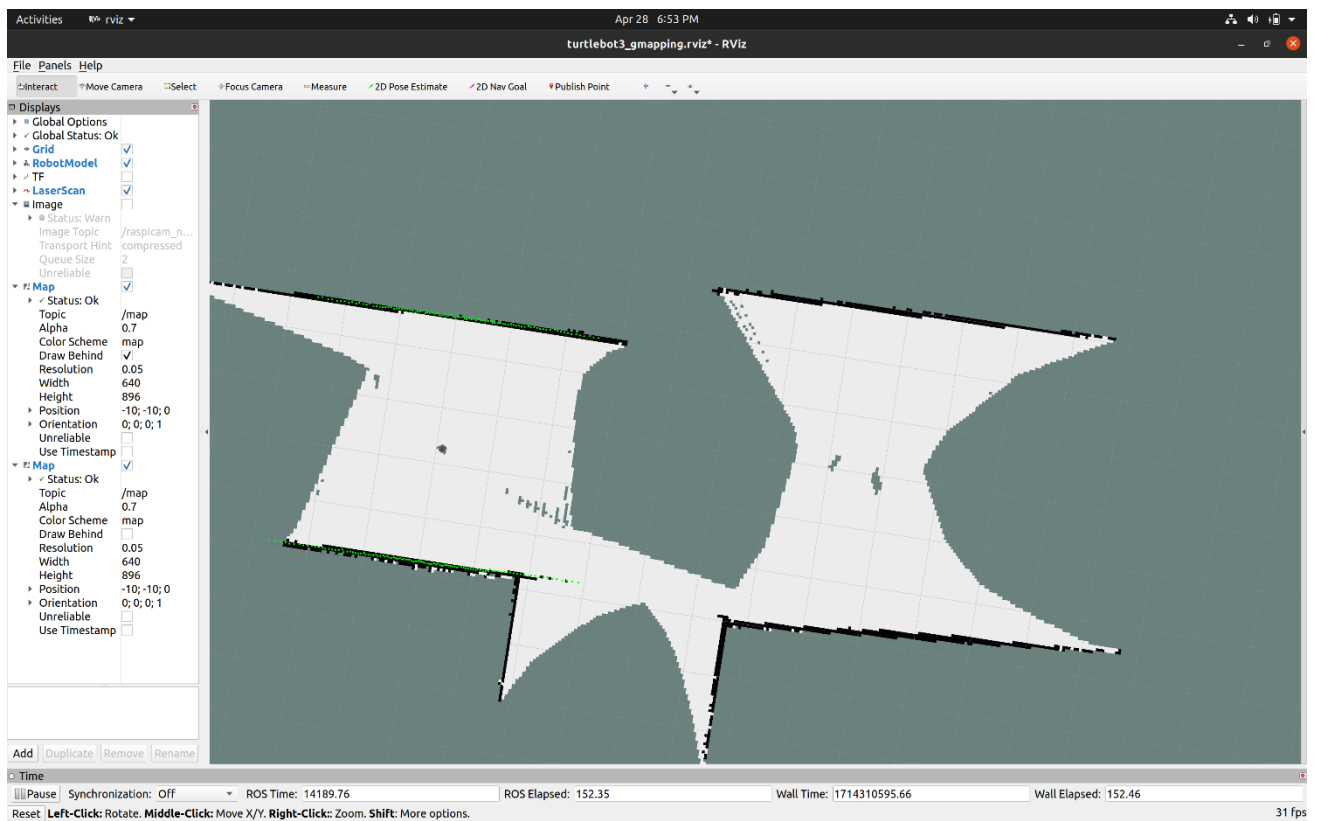 Activities rviz Apr 28 6:53 PM
turtlebot3_gmapping.rviz* - RViz
File Panels Help
Interact Move Camera Select Focus Camera Measure 2D Pose Estimate 2D Nav Goal Publish Point
Displays
Global Options
Global Status: Ok
Grid
RobotModel
TF
LaserScan
Image
Status: Warn
Image Topic /raspicam_n...
Transport Hint compressed
Queue Size 2
Unreliable
Map
Status: Ok
Topic /map
Alpha 0.7
Color Scheme map
Draw Behind
Resolution 0.05
Width 640
Height 896
Position -10; -10; 0
Orientation 0; 0; 0; 1
Unreliable
Use Timestamp
Map
Status: Ok
Topic /map
Alpha 0.7
Color Scheme map
Draw Behind
Resolution 0.05
Width 640
Height 896
Position -10; -10; 0
Orientation 0; 0; 0; 1
Unreliable
Use Timestamp
Add Duplicate Remove Rename
Time
Pause Synchronization: Off ROS Time: 14189.76 ROS Elapsed: 152.35 Wall Time: 1714310595.66 Wall Elapsed: 152.46
Reset Left-Click: Rotate. Middle-Click: Move X/Y. Right-Click:: Zoom. Shift: More options. 31 fps